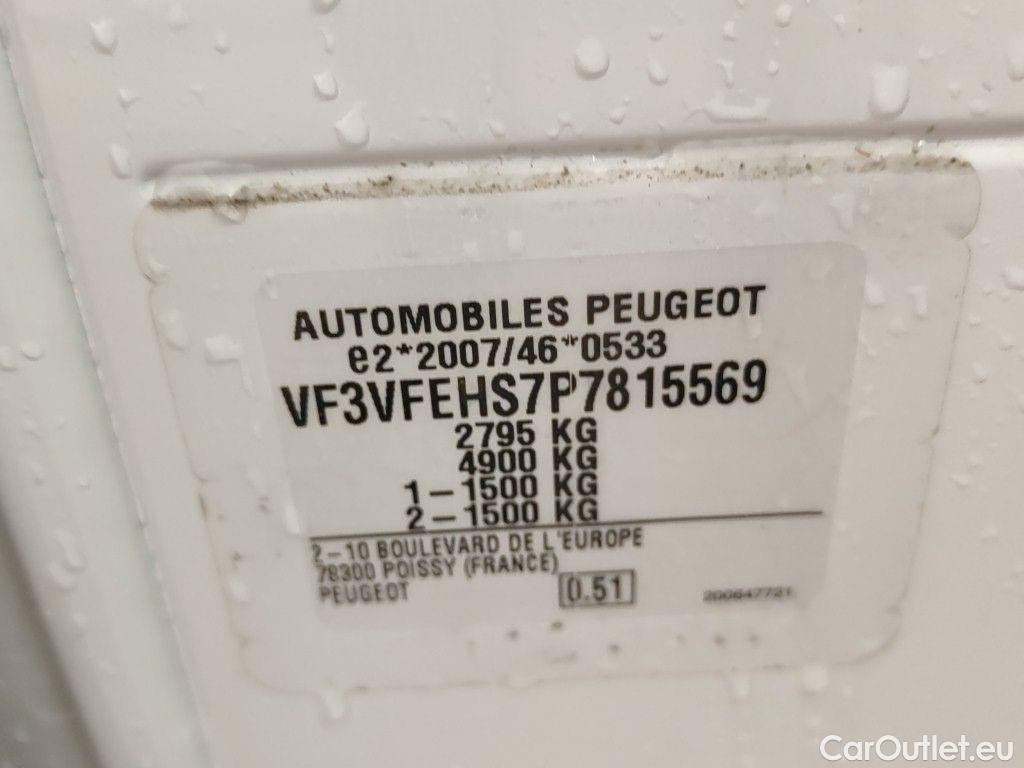 AUTOMOBILES PEUGEOT
e2*2007/46*0533
VF3VFEHS7P7815569
2795 KG
4900 KG
1-1500 KG
2-1500 KG
2-10 BOULEVARD DE L'EUROPE
78300 POISSY (FRANCE)
PEUGEOT
0.51
200647721
CarOutlet.eu